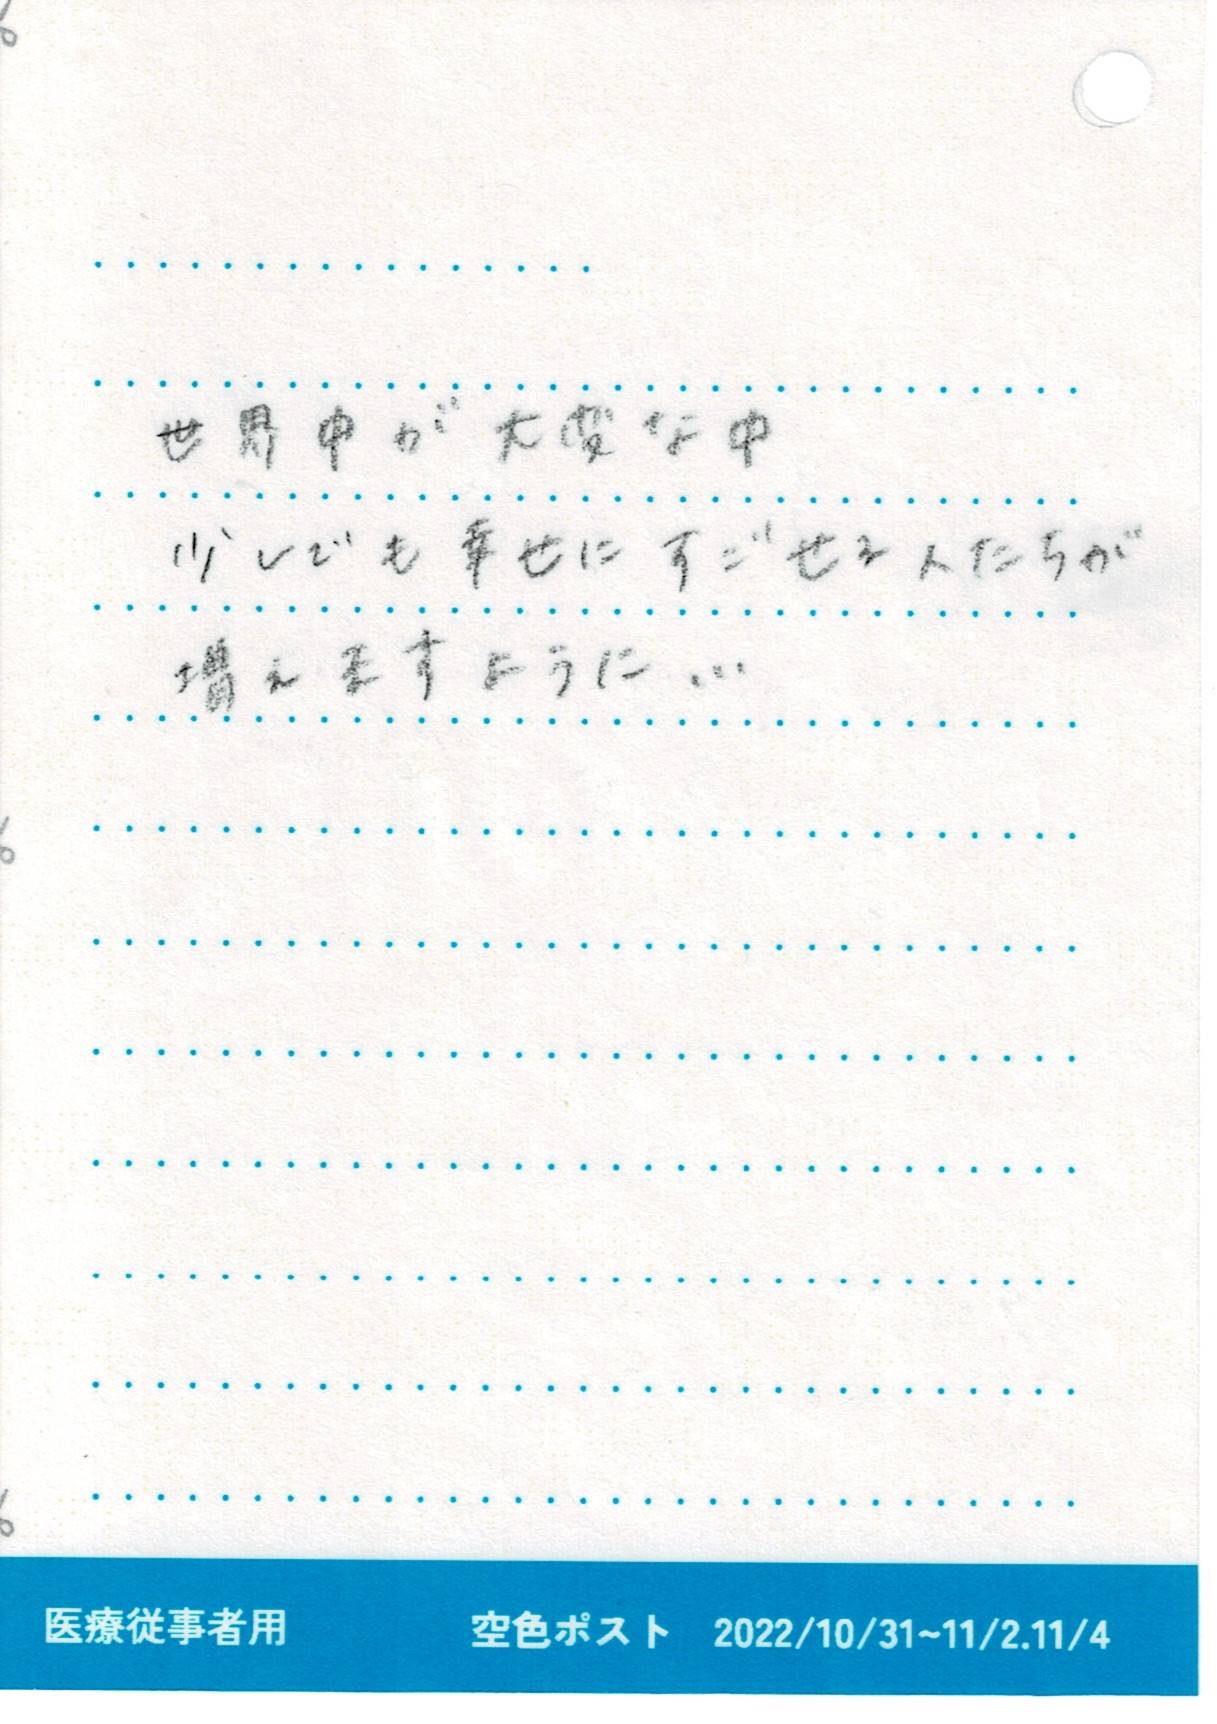 世界中が大変な中
少しでも幸せにすごせる人たちが
増えますように...
医療従事者用 空色ポスト 2022/10/31~11/2.11/4